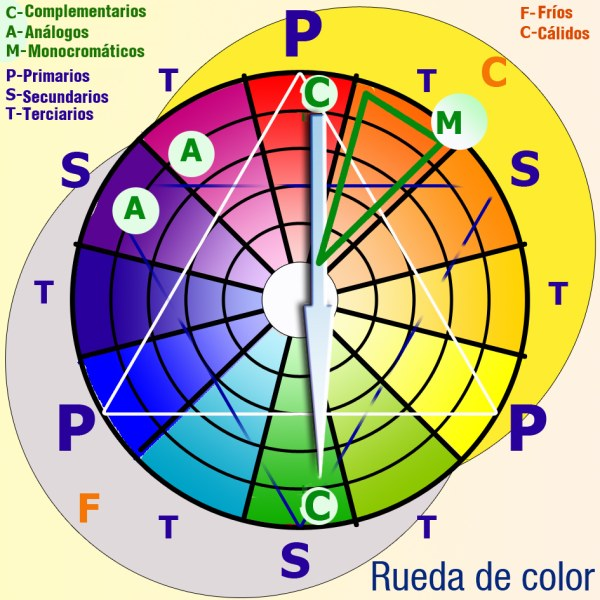 C-Complementarios
A- Análogos
M-Monocromáticos
P-Primarios
S-Secundarios
T-Terciarios
F-Fríos
C-Cálidos
P
T
T
C
C
M
A
S
S
A
T
T
P
P
C
F
T
T
S
Rueda de color